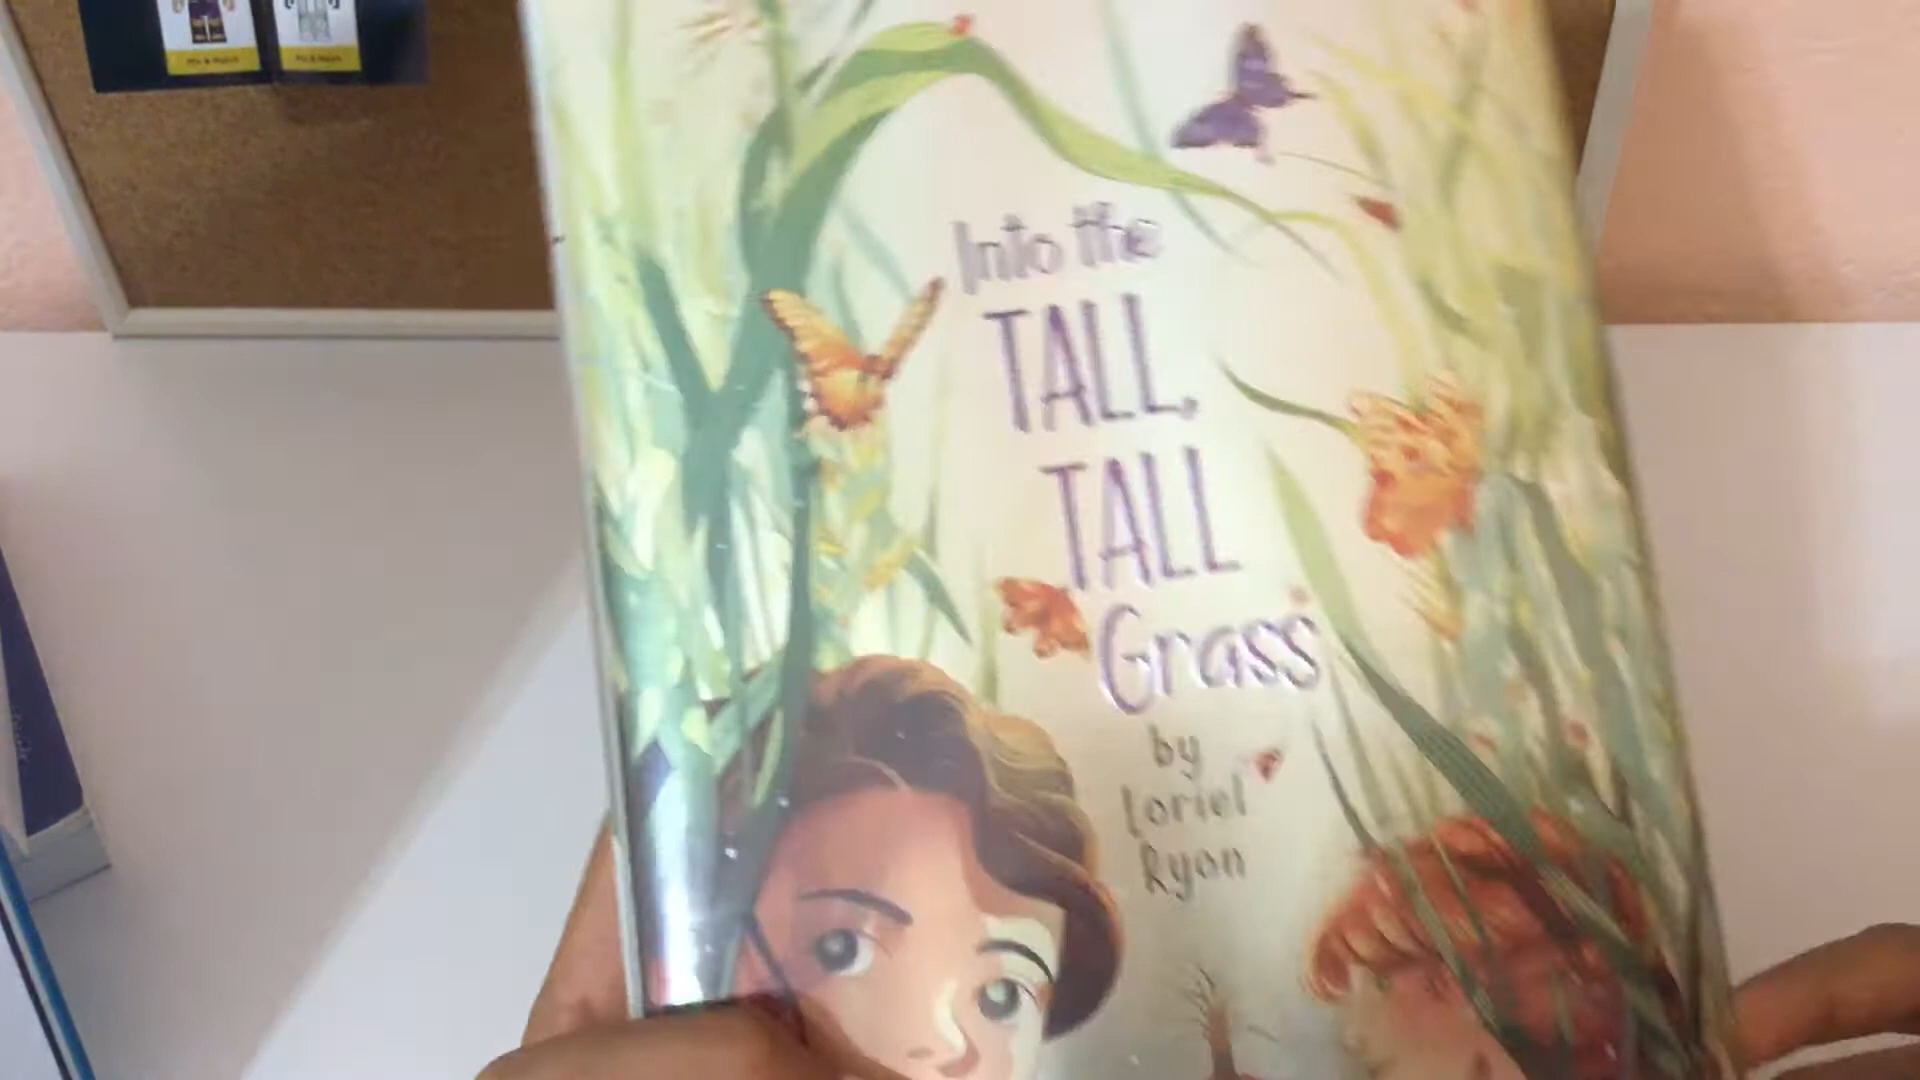 Into the
TALL,
TALL
Grass
by
Loriel
Ryon